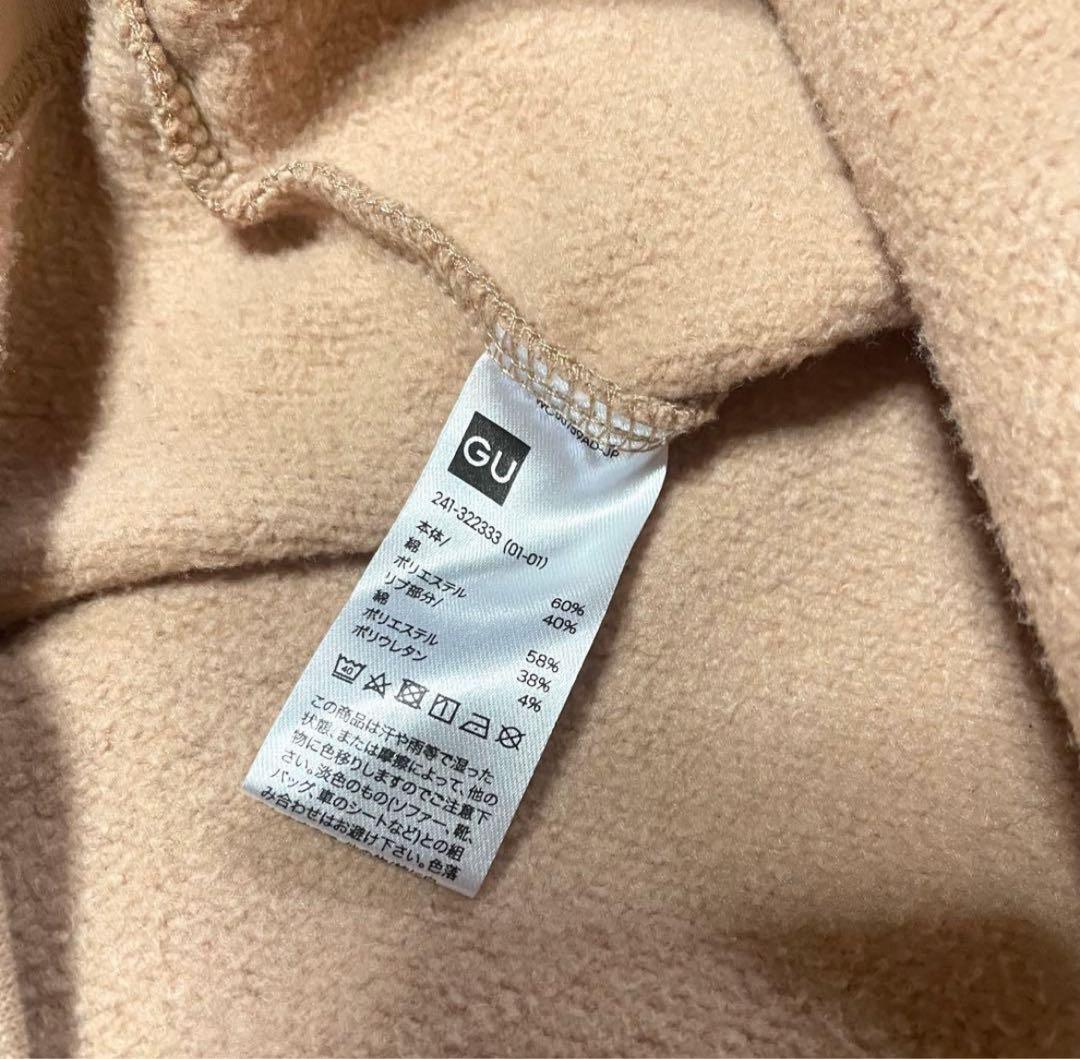 GU
241-322333 (01-01)
本体/
綿 60%
ポリエステル 40%
リブ部分/
綿 58%
ポリエステル 38%
ポリウレタン 4%
40
この商品は汗や雨等で湿った
状態、または摩擦によって、他の
物に色移りしますのでご注意下
さい。淡色のもの(ソファー、靴、
バッグ、車のシートなど)との組
み合わせはお避け下さい。色落